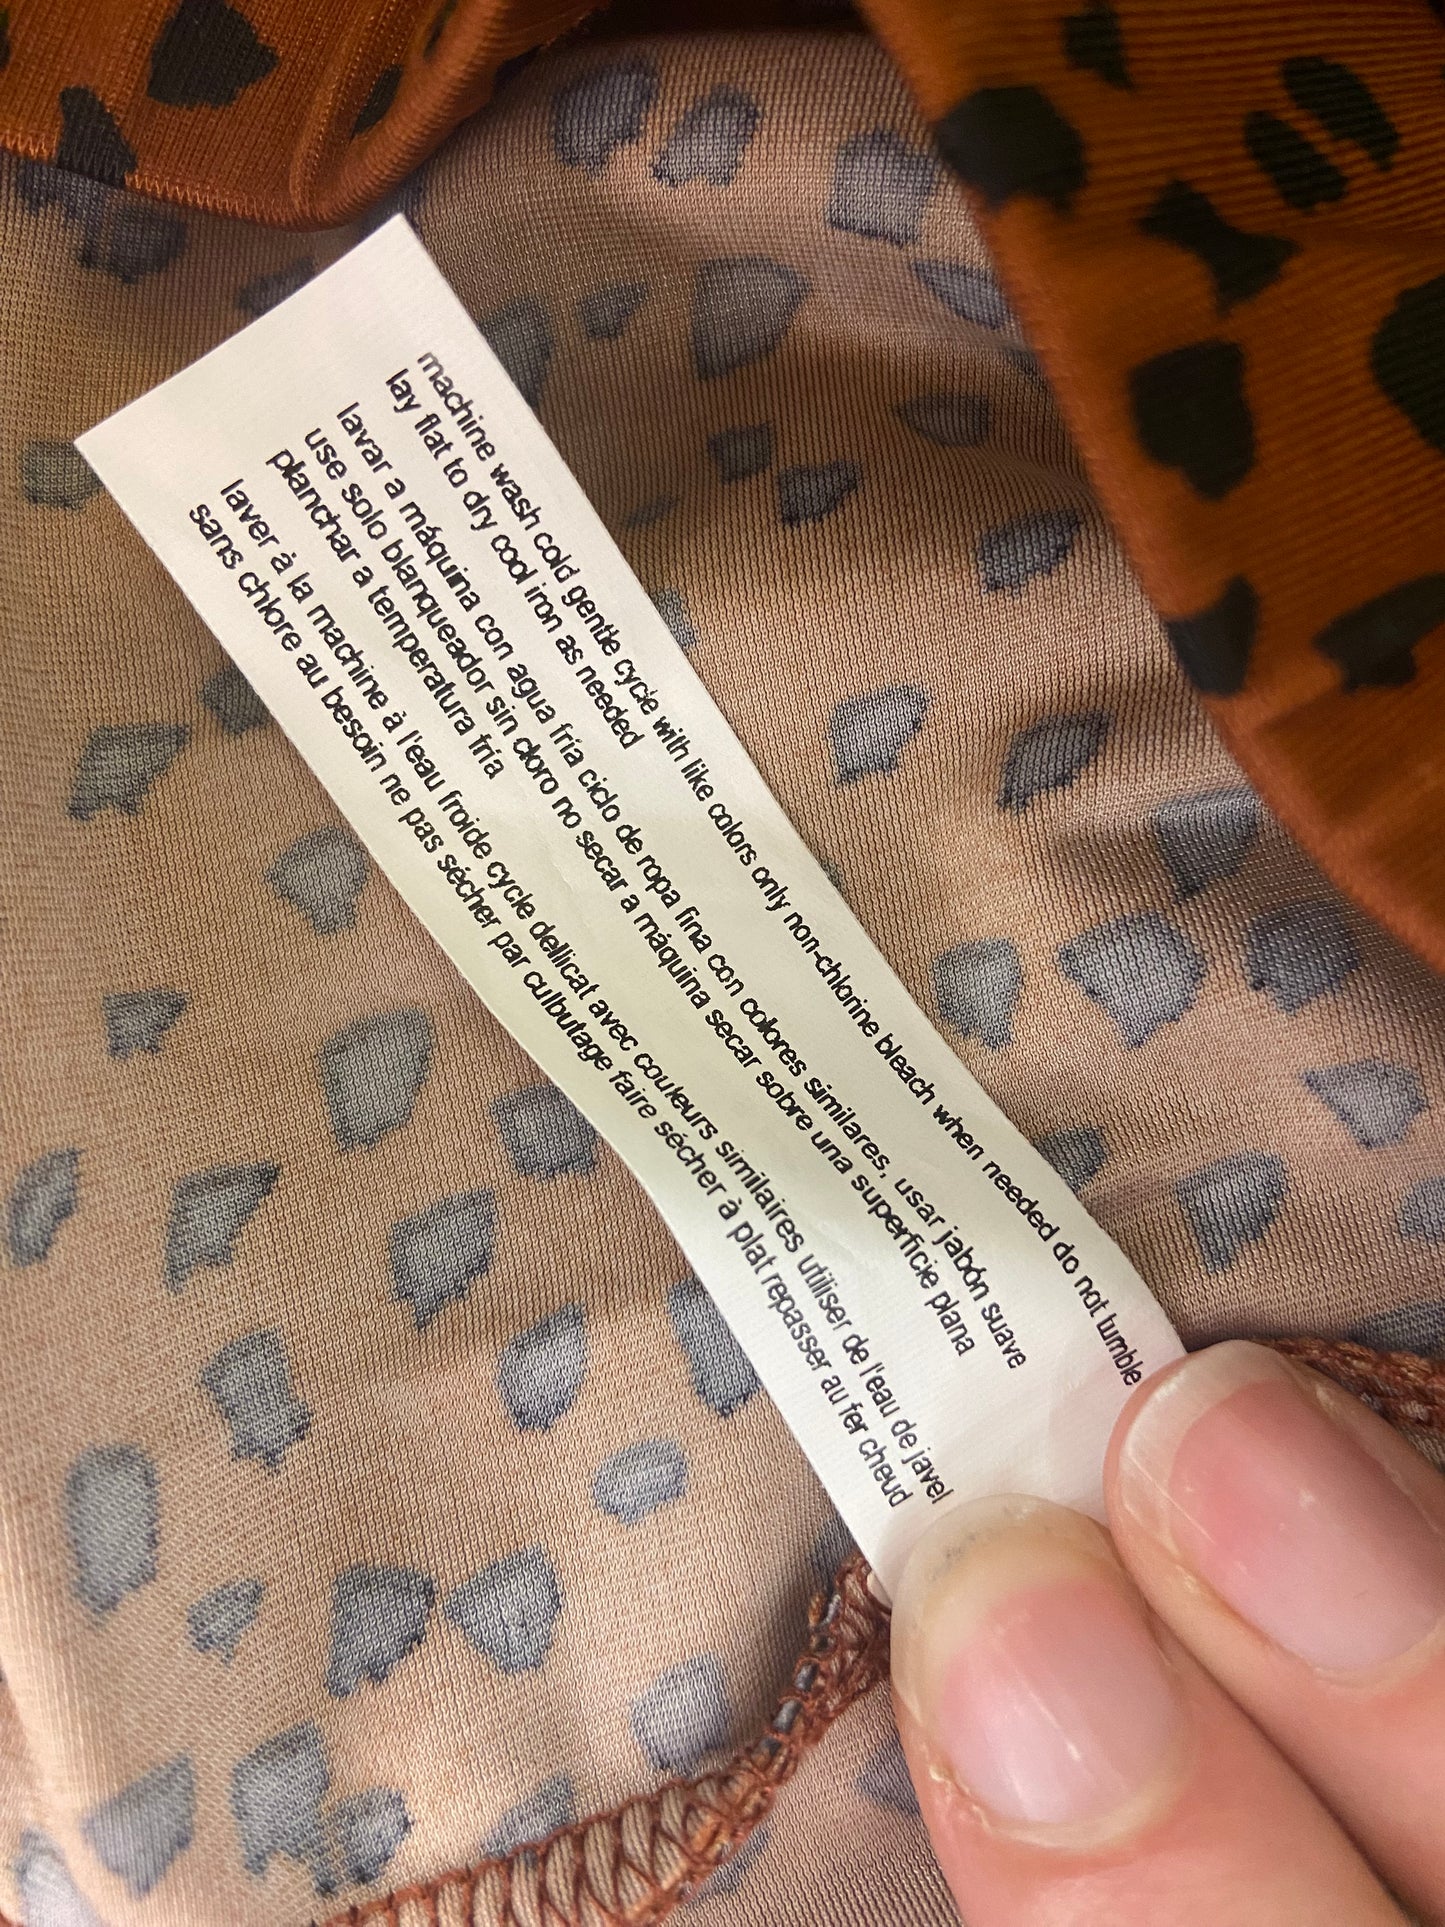 machine wash cold gentle cycle with like colors only non-chlorine bleach when needed do not tumble
lay flat to dry cool iron as needed
lavar a máquina con agua fría ciclo de ropa fina con colores similares, usar jabón suave
use solo blanqueador sin cloro no secar a máquina secar sobre una superficie plana
planchar a temperatura fría
laver à la machine à l'eau froide cycle dellicat avec couleurs similaires utiliser de l'eau de javel
sans chlore au besoin ne pas sécher par culbutage faire sécher à plat repasser au fer cheud